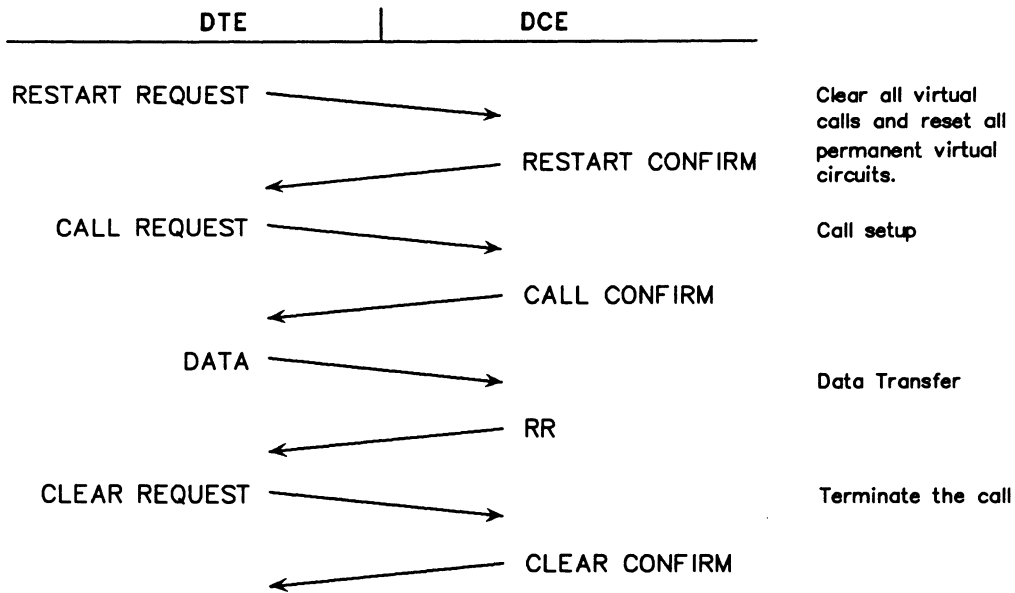 DTE DCE
RESTART REQUEST
Clear all virtual
calls and reset all
permanent virtual
circuits.
RESTART CONFIRM
CALL REQUEST
Call setup
CALL CONFIRM
DATA
Data Transfer
RR
CLEAR REQUEST
Terminate the call
CLEAR CONFIRM